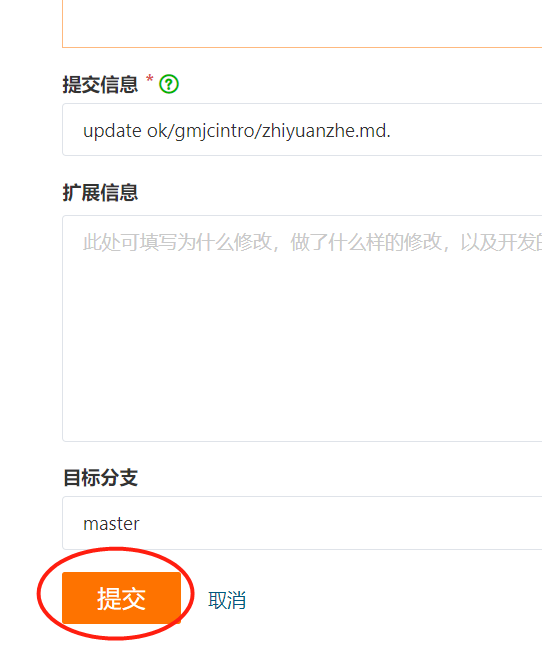 提交信息 * ?
update ok/gmjcintro/zhiyuanzhe.md.
扩展信息
此处可填写为什么修改，做了什么样的修改，以及开发的
目标分支
master
提交 取消